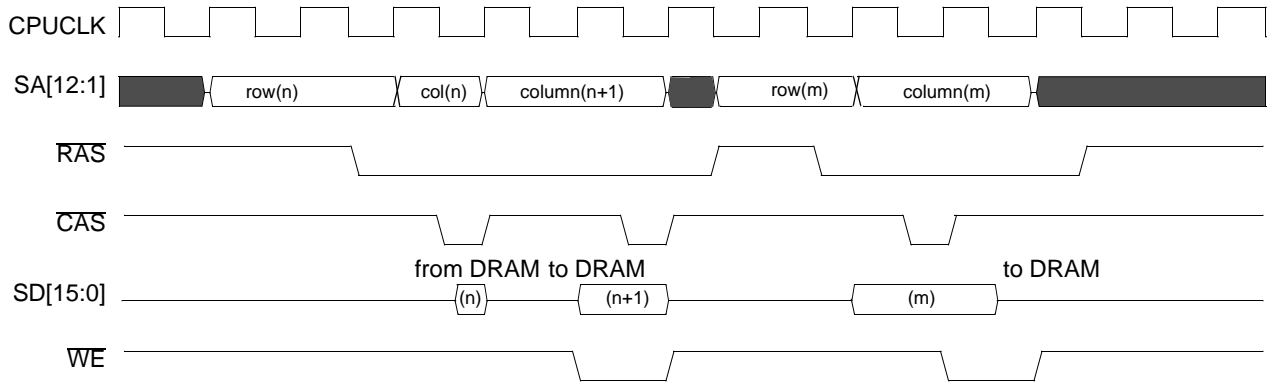 CPUCLK
SA[12:1] row(n) col(n) column(n+1) row(m) column(m)
RAS
CAS
from DRAM to DRAM to DRAM
SD[15:0] (n) (n+1) (m)
WE